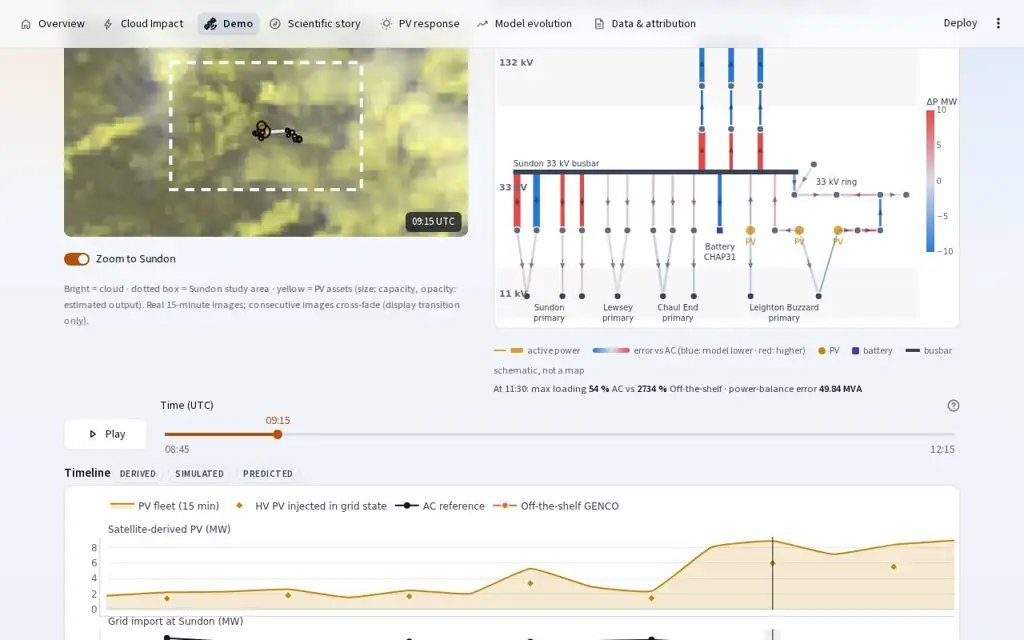 Overview
Cloud Impact
Demo
Scientific story
PV response
Model evolution
Data & attribution
Deploy
09:15 UTC
Zoom to Sundon
Bright = cloud · dotted box = Sundon study area · yellow = PV assets (size: capacity, opacity:
estimated output). Real 15-minute images; consecutive images cross-fade (display transition
only).
132 kV
Sundon 33 kV busbar
33 kV
33 kV ring
PV
PV
PV
Battery
CHAP31
11 kV
Sundon
primary
Lewsey
primary
Chaul End
primary
Leighton Buzzard
primary
ΔP MW
10
5
0
−5
−10
active power
error vs AC (blue: model lower · red: higher)
PV
battery
busbar
schematic, not a map
At 11:30: max loading 54 % AC vs 2734 % Off-the-shelf · power-balance error 49.84 MVA
Time (UTC)
Play
09:15
08:45
12:15
Timeline DERIVED SIMULATED PREDICTED
PV fleet (15 min)
HV PV injected in grid state
AC reference
Off-the-shelf GENCO
Satellite-derived PV (MW)
8
6
4
2
0
Grid import at Sundon (MW)